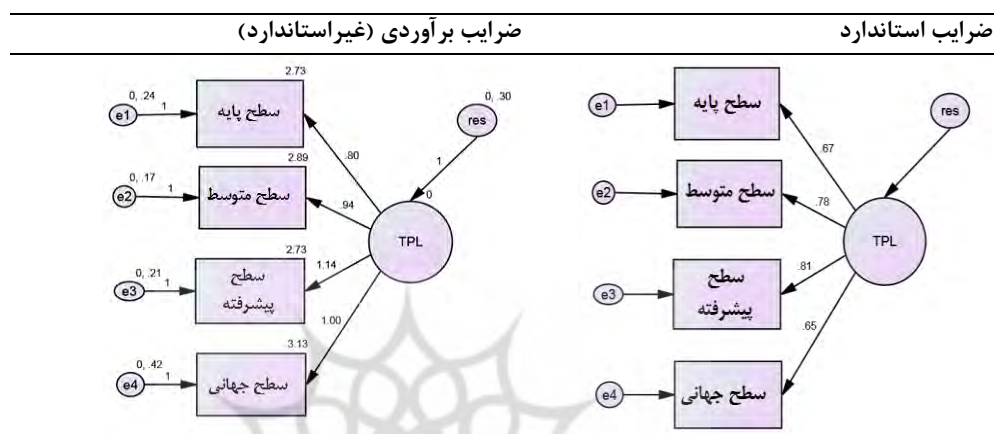 ضرایب استاندارد
ضرایب برآوردی (غیراستاندارد)
e1
سطح پایه
res
.67
e2
سطح متوسط
.78
TPL
e3
سطح
پیشرفته
.81
.65
e4
سطح جهانی
2.73
0, .24
e1
1
سطح پایه
0, .30
res
.80
1
2.89
0, .17
e2
1
سطح متوسط
.94
0
TPL
2.73
0, .21
e3
1
سطح
پیشرفته
1.14
1.00
3.13
0, .42
e4
1
سطح جهانی